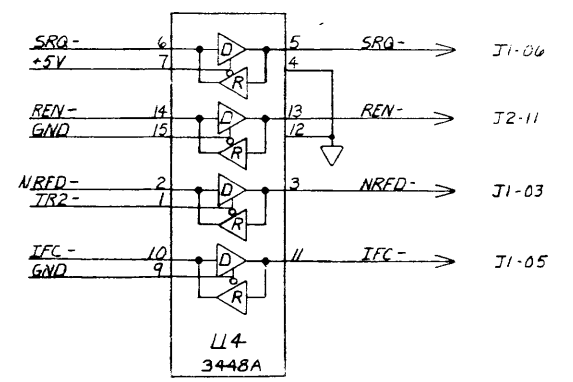 SRQ- 6 D 5 SRQ- J1-06
+5V 7 R 4
REN- 14 D 13 REN- J2-11
GND 15 R 12
NRFD- 2 D 3 NRFD- J1-03
TR2- 1 R
IFC- 10 D 11 IFC- J1-05
GND 9 R
U4
3448A